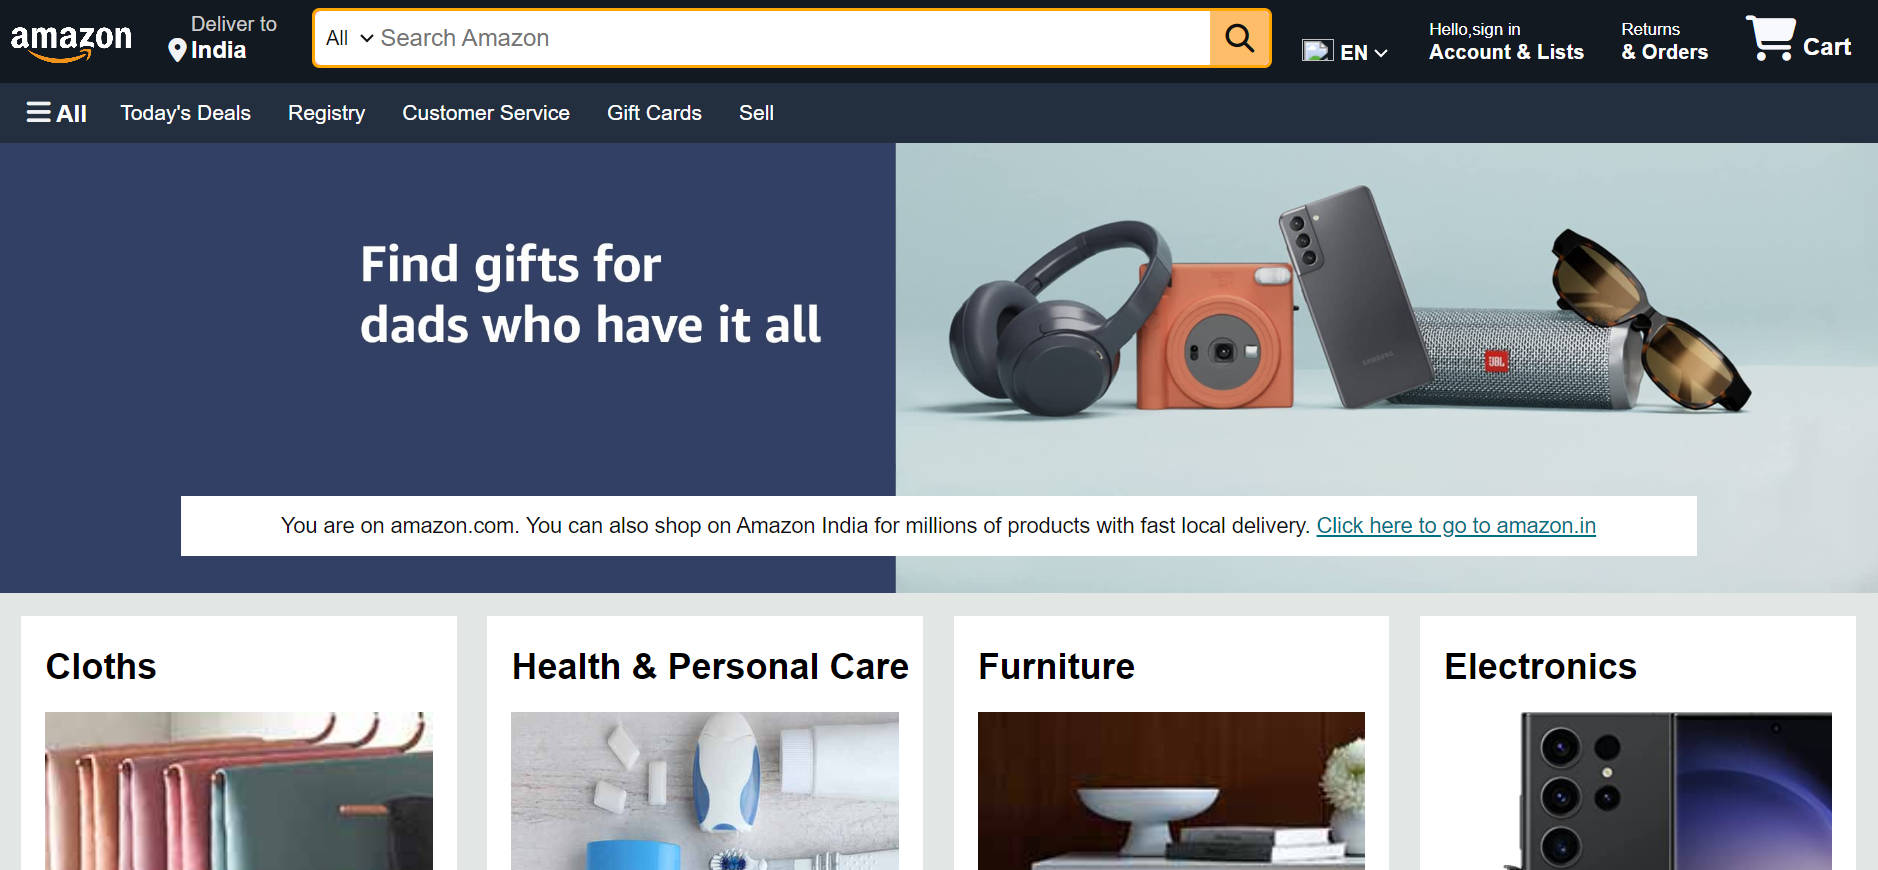 amazon
Deliver to
India
All
Search Amazon
EN
Hello,sign in
Account & Lists
Returns
& Orders
Cart
All
Today's Deals
Registry
Customer Service
Gift Cards
Sell
Find gifts for
dads who have it all
SAMSUNG
JBL
You are on amazon.com. You can also shop on Amazon India for millions of products with fast local delivery. Click here to go to amazon.in
Cloths
Health & Personal Care
Furniture
Electronics